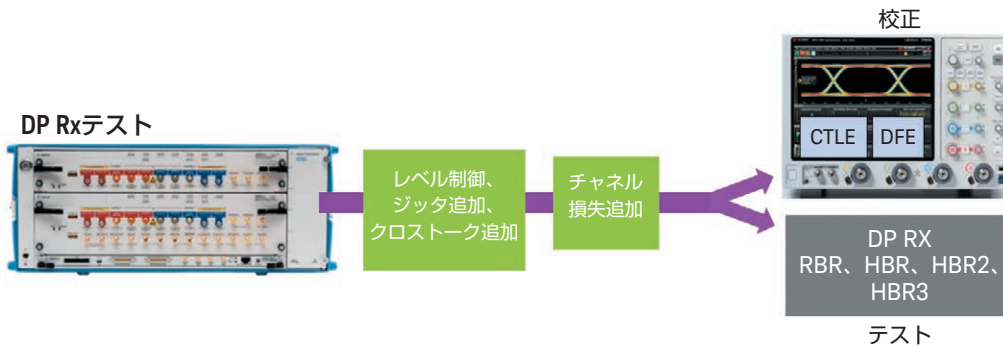 校正
DP Rxテスト
レベル制御、
ジッタ追加、
クロストーク追加
チャネル
損失追加
CTLE
DFE
DP RX
RBR、HBR、HBR2、
HBR3
テスト